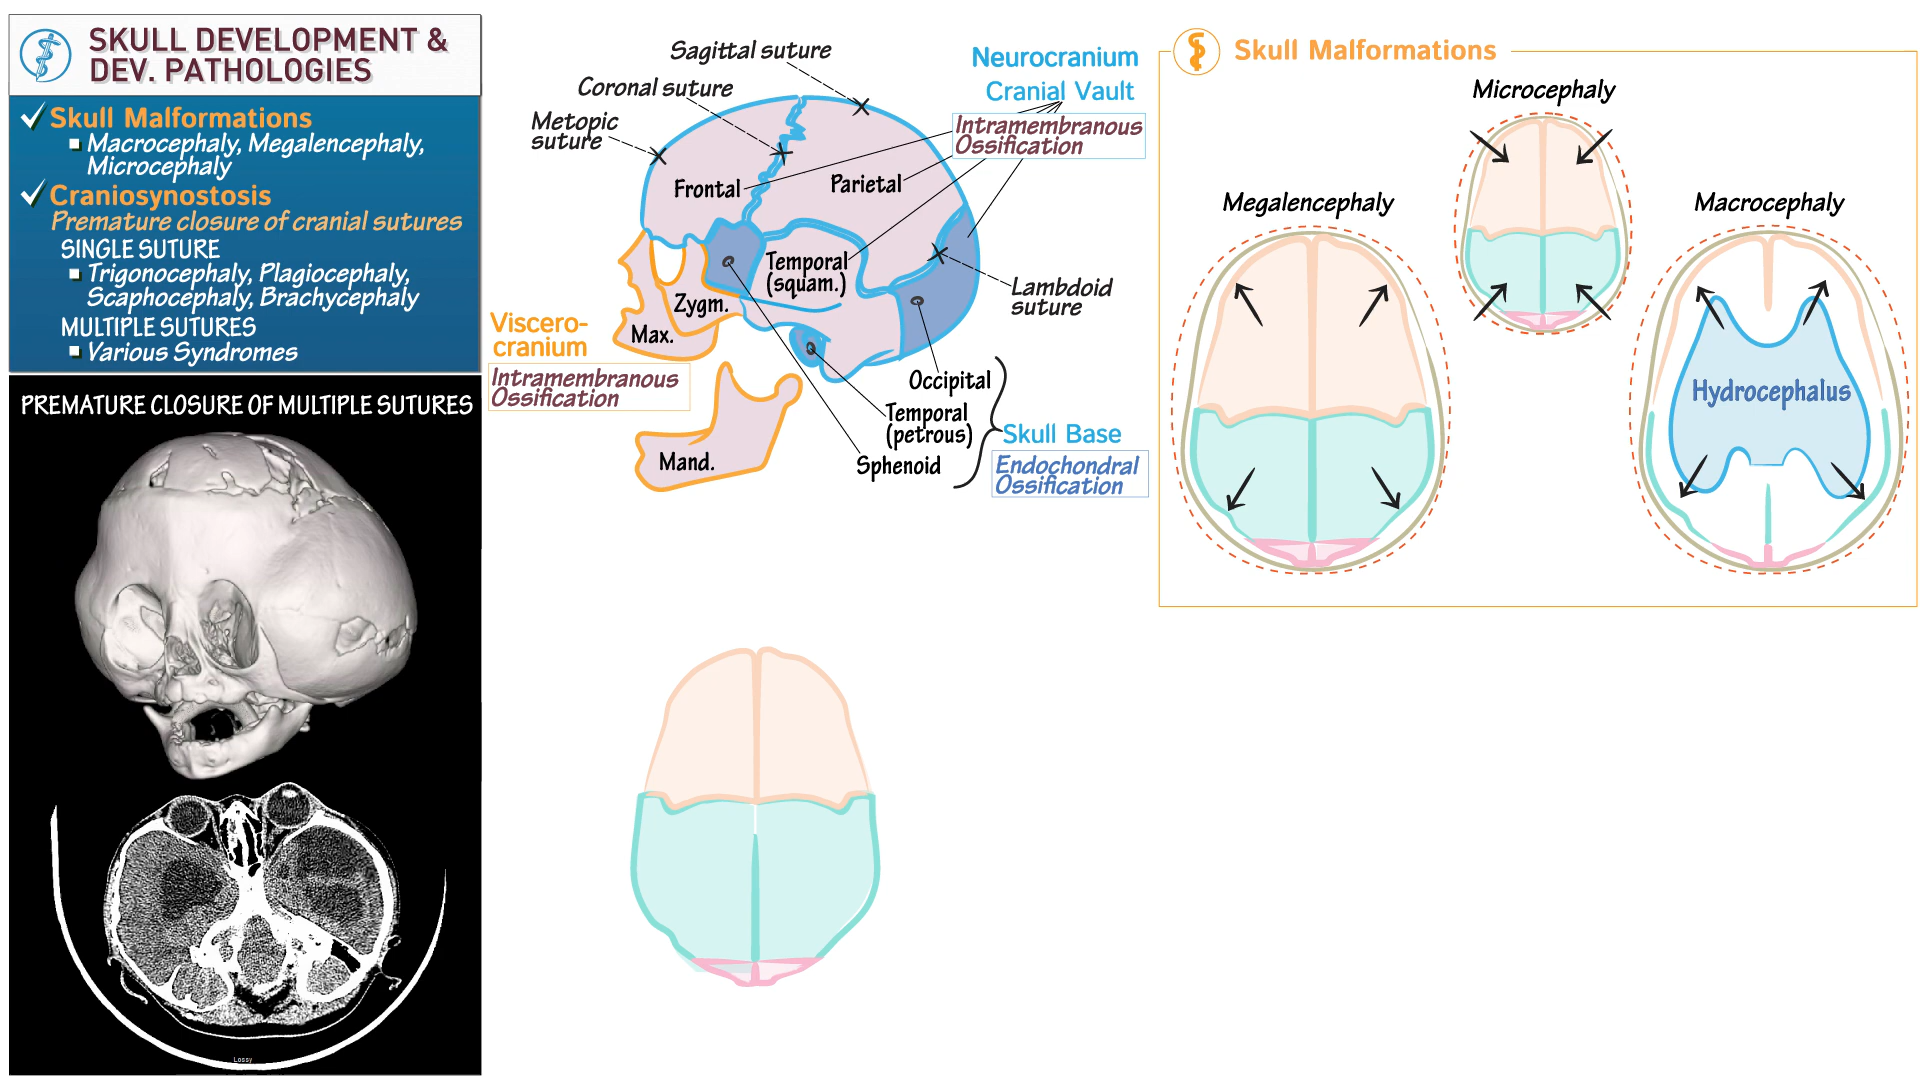 SKULL DEVELOPMENT &
DEV. PATHOLOGIES
Skull Malformations
Macrocephaly, Megalencephaly,
Microcephaly
Craniosynostosis
Premature closure of cranial sutures
SINGLE SUTURE
Trigonocephaly, Plagiocephaly,
Scaphocephaly, Brachycephaly
MULTIPLE SUTURES
Various Syndromes
PREMATURE CLOSURE OF MULTIPLE SUTURES
Lossy
Sagittal suture
Coronal suture
Metopic
suture
Neurocranium
Cranial Vault
Intramembranous
Ossification
Frontal
Parietal
Temporal
(squam.)
Zygm.
Max.
Mand.
Viscero-
cranium
Intramembranous
Ossification
Lambdoid
suture
Occipital
Temporal
(petrous)
Sphenoid
Skull Base
Endochondral
Ossification
Skull Malformations
Microcephaly
Megalencephaly
Macrocephaly
Hydrocephalus